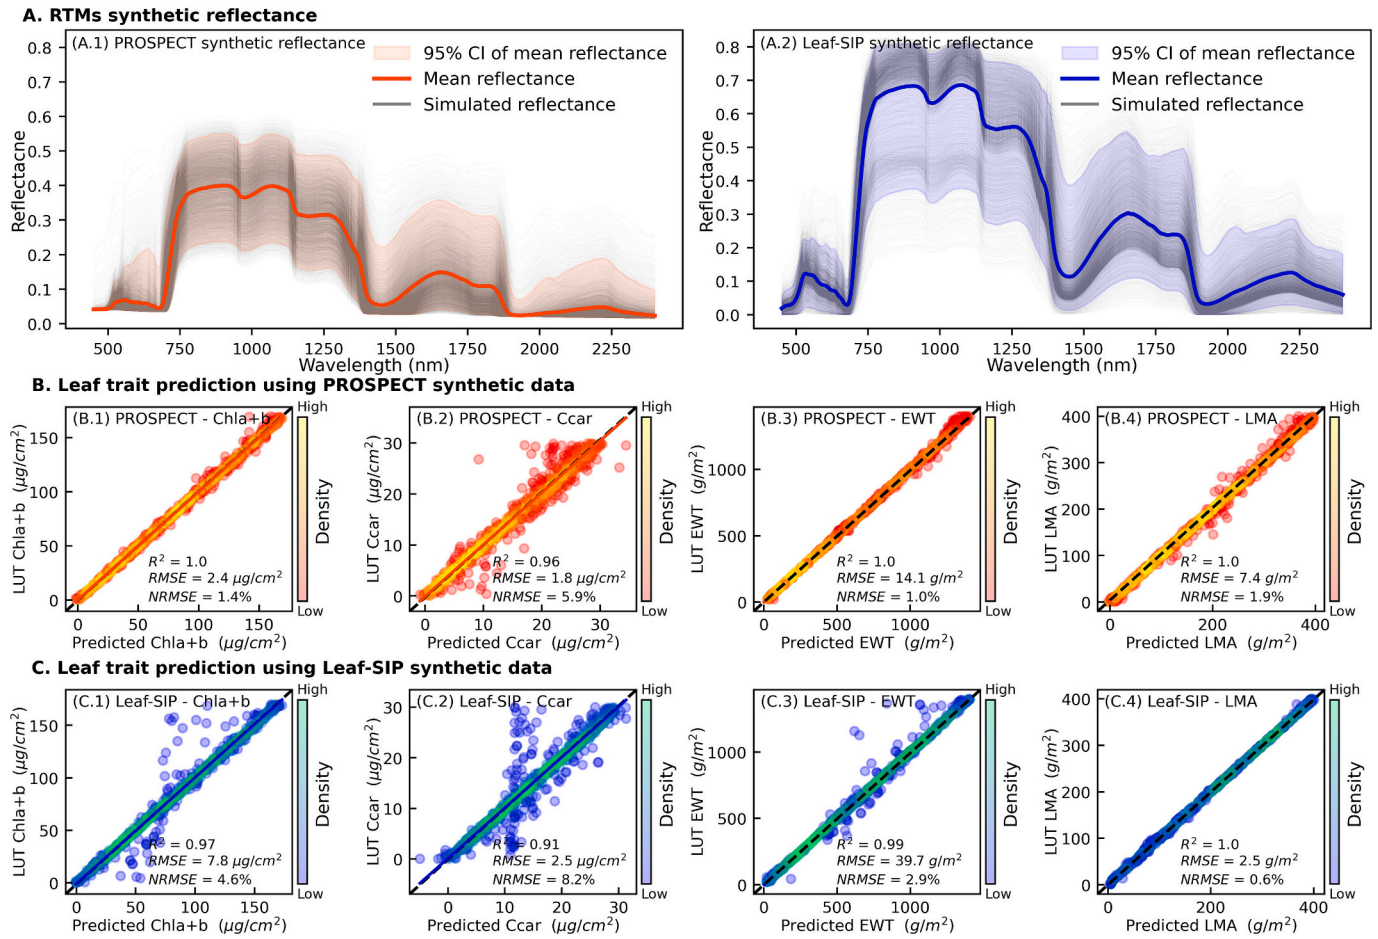 A. RTMs synthetic reflectance
(A.1) PROSPECT synthetic reflectance
95% CI of mean reflectance
Mean reflectance
Simulated reflectance
Reflectacne
0.8
0.7
0.6
0.5
0.4
0.3
0.2
0.1
0.0
500 750 1000 1250 1500 1750 2000 2250
Wavelength (nm)
(A.2) Leaf-SIP synthetic reflectance
95% CI of mean reflectance
Mean reflectance
Simulated reflectance
Reflectacne
0.8
0.7
0.6
0.5
0.4
0.3
0.2
0.1
0.0
500 750 1000 1250 1500 1750 2000 2250
Wavelength (nm)
B. Leaf trait prediction using PROSPECT synthetic data
(B.1) PROSPECT - Chla+b
LUT Chla+b (μg/cm²)
150
100
50
0
R² = 1.0
RMSE = 2.4 μg/cm²
NRMSE = 1.4%
0 50 100 150
Predicted Chla+b (μg/cm²)
High
Density
Low
(B.2) PROSPECT - Ccar
LUT Ccar (μg/cm²)
30
20
10
0
R² = 0.96
RMSE = 1.8 μg/cm²
NRMSE = 5.9%
0 10 20 30
Predicted Ccar (μg/cm²)
High
Density
Low
(B.3) PROSPECT - EWT
LUT EWT (g/m²)
1000
500
0
R² = 1.0
RMSE = 14.1 g/m²
NRMSE = 1.0%
0 500 1000
Predicted EWT (g/m²)
High
Density
Low
(B.4) PROSPECT - LMA
LUT LMA (g/m²)
400
300
200
100
0
R² = 1.0
RMSE = 7.4 g/m²
NRMSE = 1.9%
0 200 400
Predicted LMA (g/m²)
High
Density
Low
C. Leaf trait prediction using Leaf-SIP synthetic data
(C.1) Leaf-SIP - Chla+b
LUT Chla+b (μg/cm²)
150
100
50
0
R² = 0.97
RMSE = 7.8 μg/cm²
NRMSE = 4.6%
0 50 100 150
Predicted Chla+b (μg/cm²)
High
Density
Low
(C.2) Leaf-SIP - Ccar
LUT Ccar (μg/cm²)
30
20
10
0
R² = 0.91
RMSE = 2.5 μg/cm²
NRMSE = 8.2%
0 10 20 30
Predicted Ccar (μg/cm²)
High
Density
Low
(C.3) Leaf-SIP - EWT
LUT EWT (g/m²)
1000
500
0
R² = 0.99
RMSE = 39.7 g/m²
NRMSE = 2.9%
0 500 1000
Predicted EWT (g/m²)
High
Density
Low
(C.4) Leaf-SIP - LMA
LUT LMA (g/m²)
400
300
200
100
0
R² = 1.0
RMSE = 2.5 g/m²
NRMSE = 0.6%
0 200 400
Predicted LMA (g/m²)
High
Density
Low